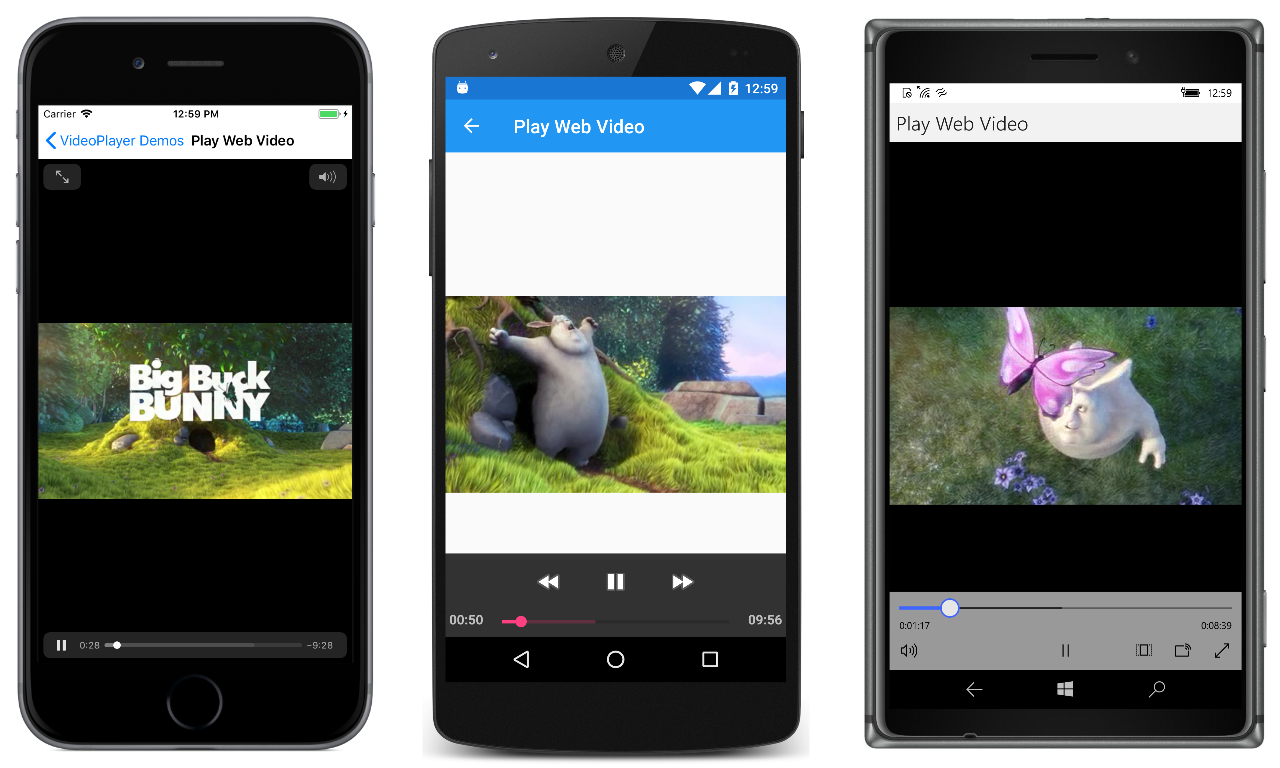 Carrier 12:59 PM
VideoPlayer Demos Play Web Video
Big Buck
BUNNY
0:28 -9:28
12:59
Play Web Video
00:50 09:56
12:59
Play Web Video
0:01:17 0:08:39